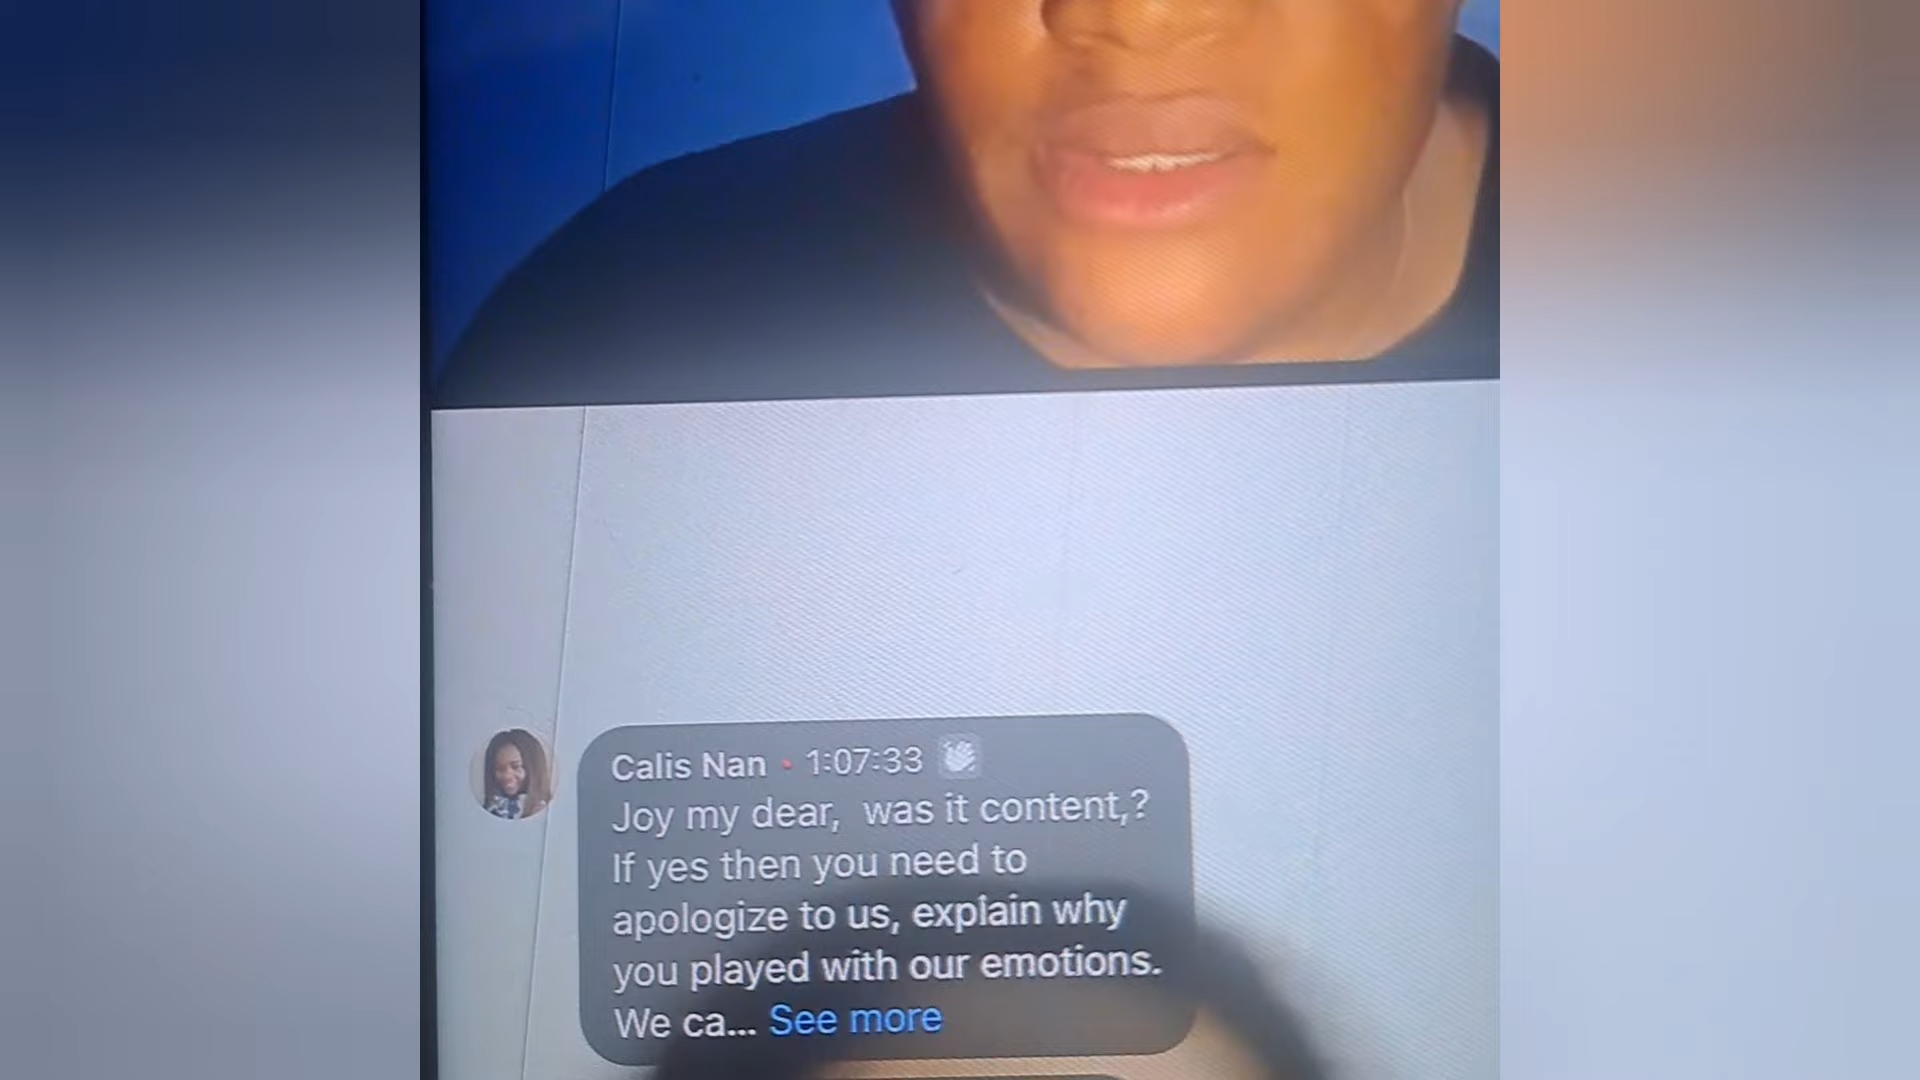 Calis Nan • 1:07:33
Joy my dear, was it content,?
If yes then you need to
apologize to us, explain why
you played with our emotions.
We ca... See more